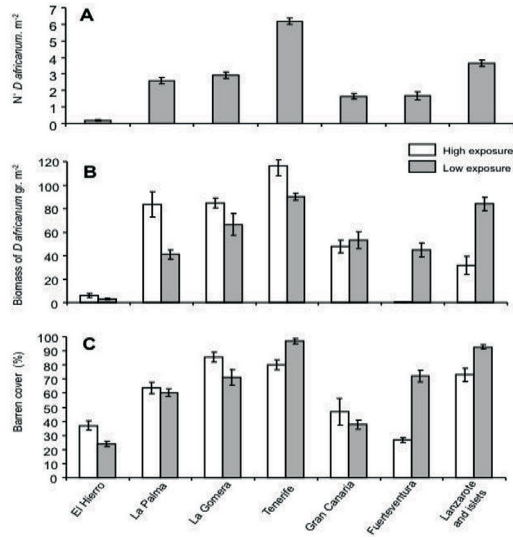 A
N° D africanum. m-2
7
6
5
4
3
2
1
0
B
High exposure
Low exposure
Biomass of D africanum gr. m-2
120
100
80
60
40
20
0
C
Barren cover (%)
100
90
80
70
60
50
40
30
20
10
0
El Hierro
La Palma
La Gomera
Tenerife
Gran Canaria
Fuerteventura
Lanzarote
and islets